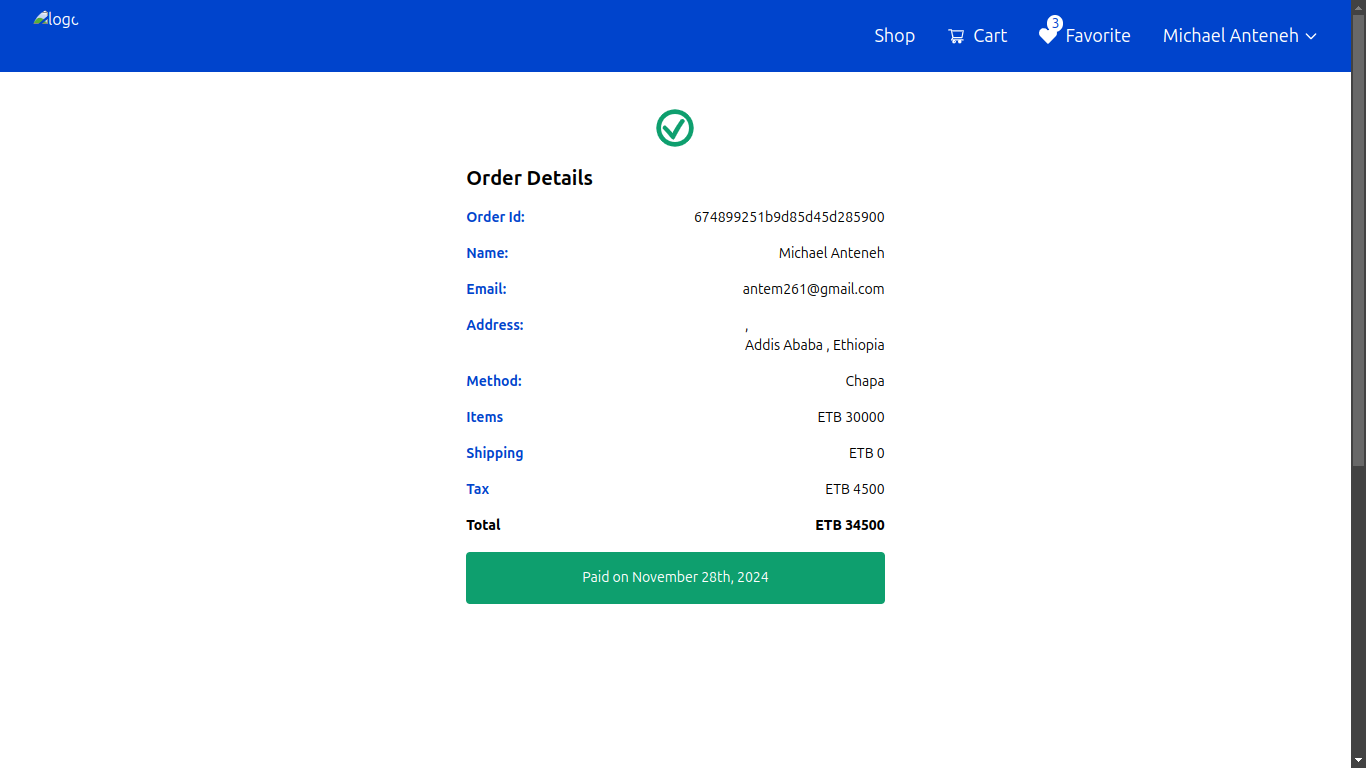 logo
Shop
Cart
3
Favorite
Michael Anteneh
Order Details
Order Id: 674899251b9d85d45d285900
Name: Michael Anteneh
Email: antem261@gmail.com
Address: ,
Addis Ababa , Ethiopia
Method: Chapa
Items ETB 30000
Shipping ETB 0
Tax ETB 4500
Total ETB 34500
Paid on November 28th, 2024